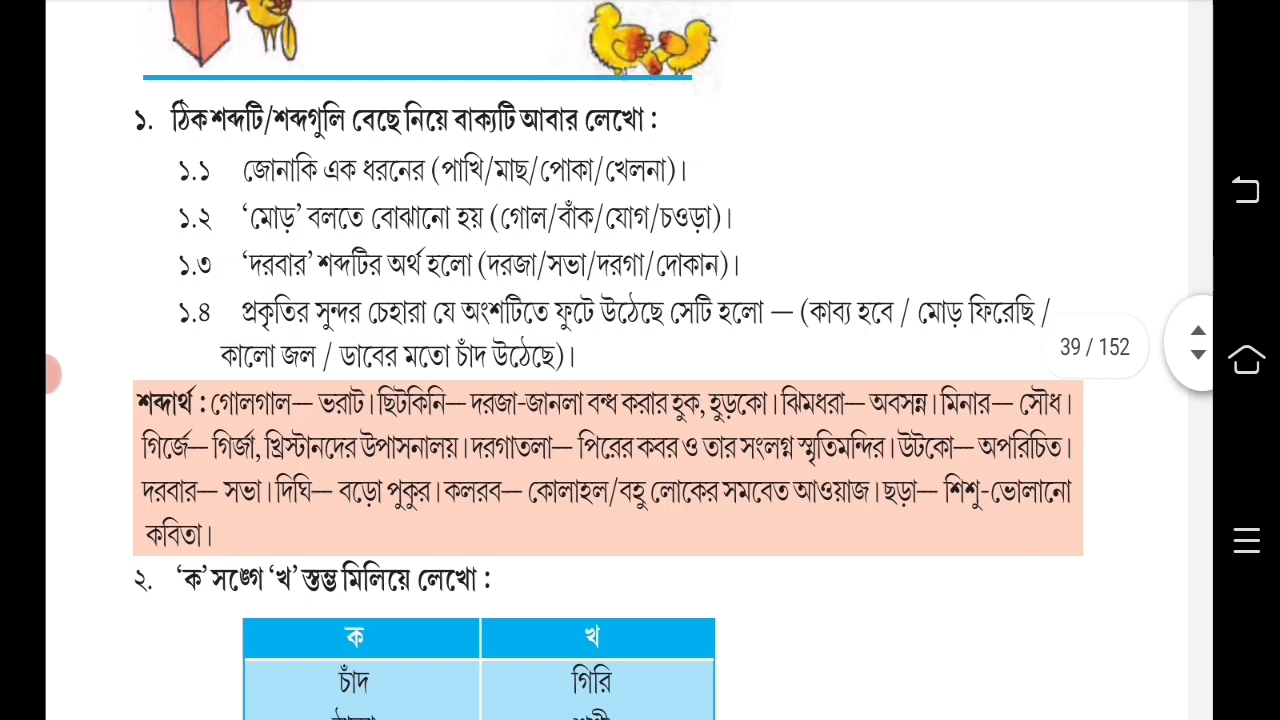 ১. ঠিক শব্দটি/শব্দগুলি বেছে নিয়ে বাক্যটি আবার লেখো :
১.১ জোনাকি এক ধরনের (পাখি/মাছ/পোকা/খেলনা)।
১.২ ‘মোড়’ বলতে বোঝানো হয় (গোল/বাঁক/যোগ/চওড়া)।
১.৩ ‘দরবার’ শব্দটির অর্থ হলো (দরজা/সভা/দরগা/দোকান)।
১.৪ প্রকৃতির সুন্দর চেহারা যে অংশটিতে ফুটে উঠেছে সেটি হলো — (কাব্য হবে / মোড় ফিরেছি /
কালো জল / ডাবের মতো চাঁদ উঠেছে)।
39 / 152
শব্দার্থ : গোলগাল— ভরাট। ছিটকিনি— দরজা-জানলা বন্ধ করার হুক, হুড়কো। ঝিমধরা— অবসন্ন। মিনার— সৌধ।
গির্জে— গির্জা, খ্রিস্টানদের উপাসনালয়। দরগাতলা— পিরের কবর ও তার সংলগ্ন স্মৃতিমন্দির। উটকো— অপরিচিত।
দরবার— সভা। দিঘি— বড়ো পুকুর। কলরব— কোলাহল/বহু লোকের সমবেত আওয়াজ। ছড়া— শিশু-ভোলানো
কবিতা।
২. ‘ক’ সঙ্গে ‘খ’ স্তম্ভ মিলিয়ে লেখো :
ক খ
চাঁদ গিরি